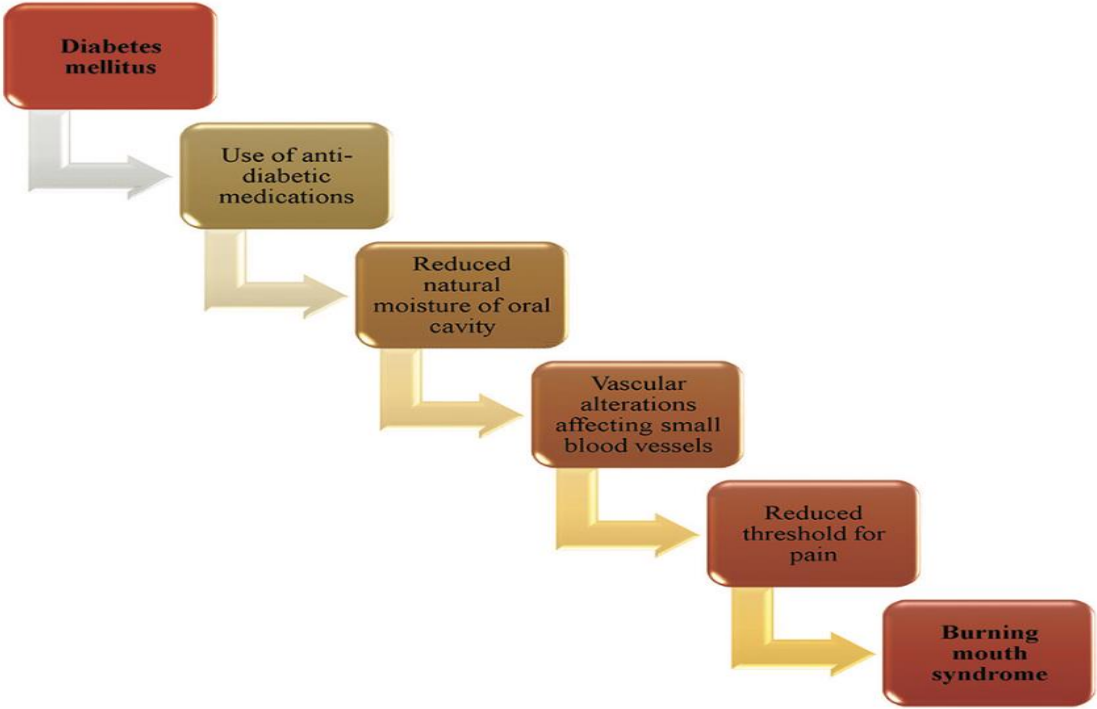 Diabetes
mellitus
Use of anti-
diabetic
medications
Reduced
natural
moisture of oral
cavity
Vascular
alterations
affecting small
blood vessels
Reduced
threshold for
pain
Burning
mouth
syndrome